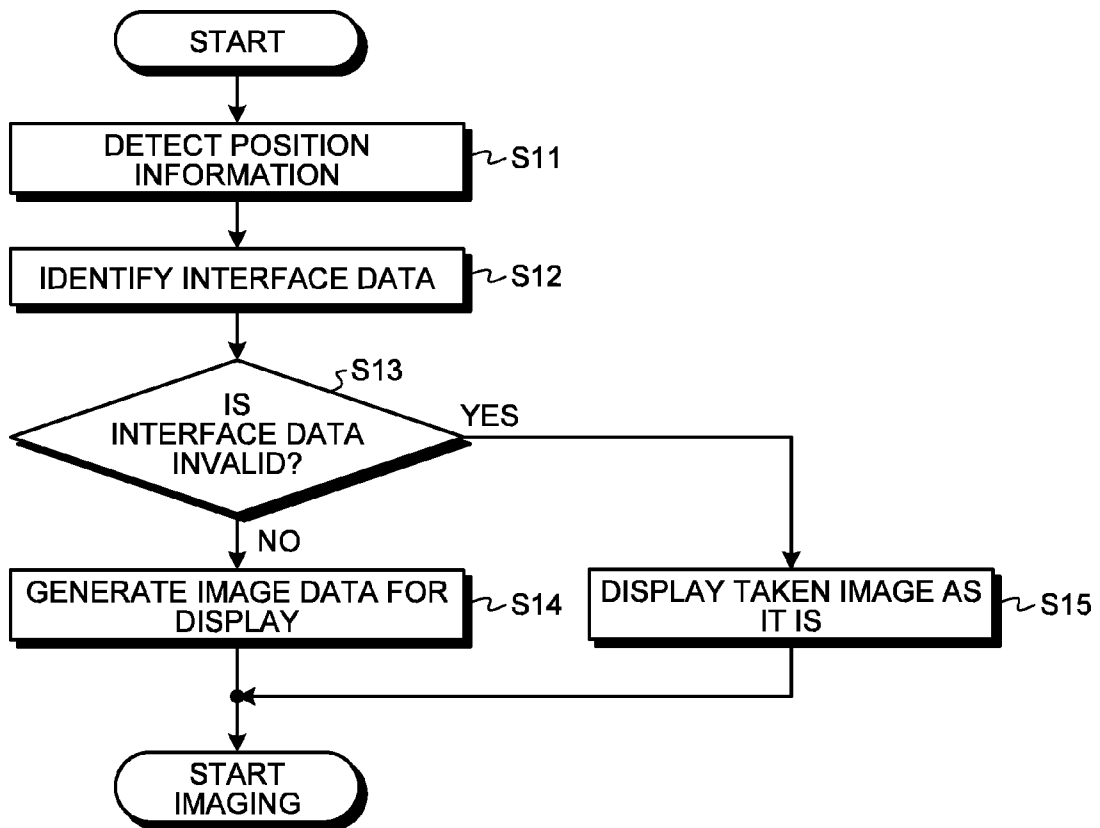 START
DETECT POSITION
INFORMATION
S11
IDENTIFY INTERFACE DATA
S12
S13
IS
INTERFACE DATA
INVALID?
YES
NO
GENERATE IMAGE DATA FOR
DISPLAY
S14
DISPLAY TAKEN IMAGE AS
IT IS
S15
START
IMAGING